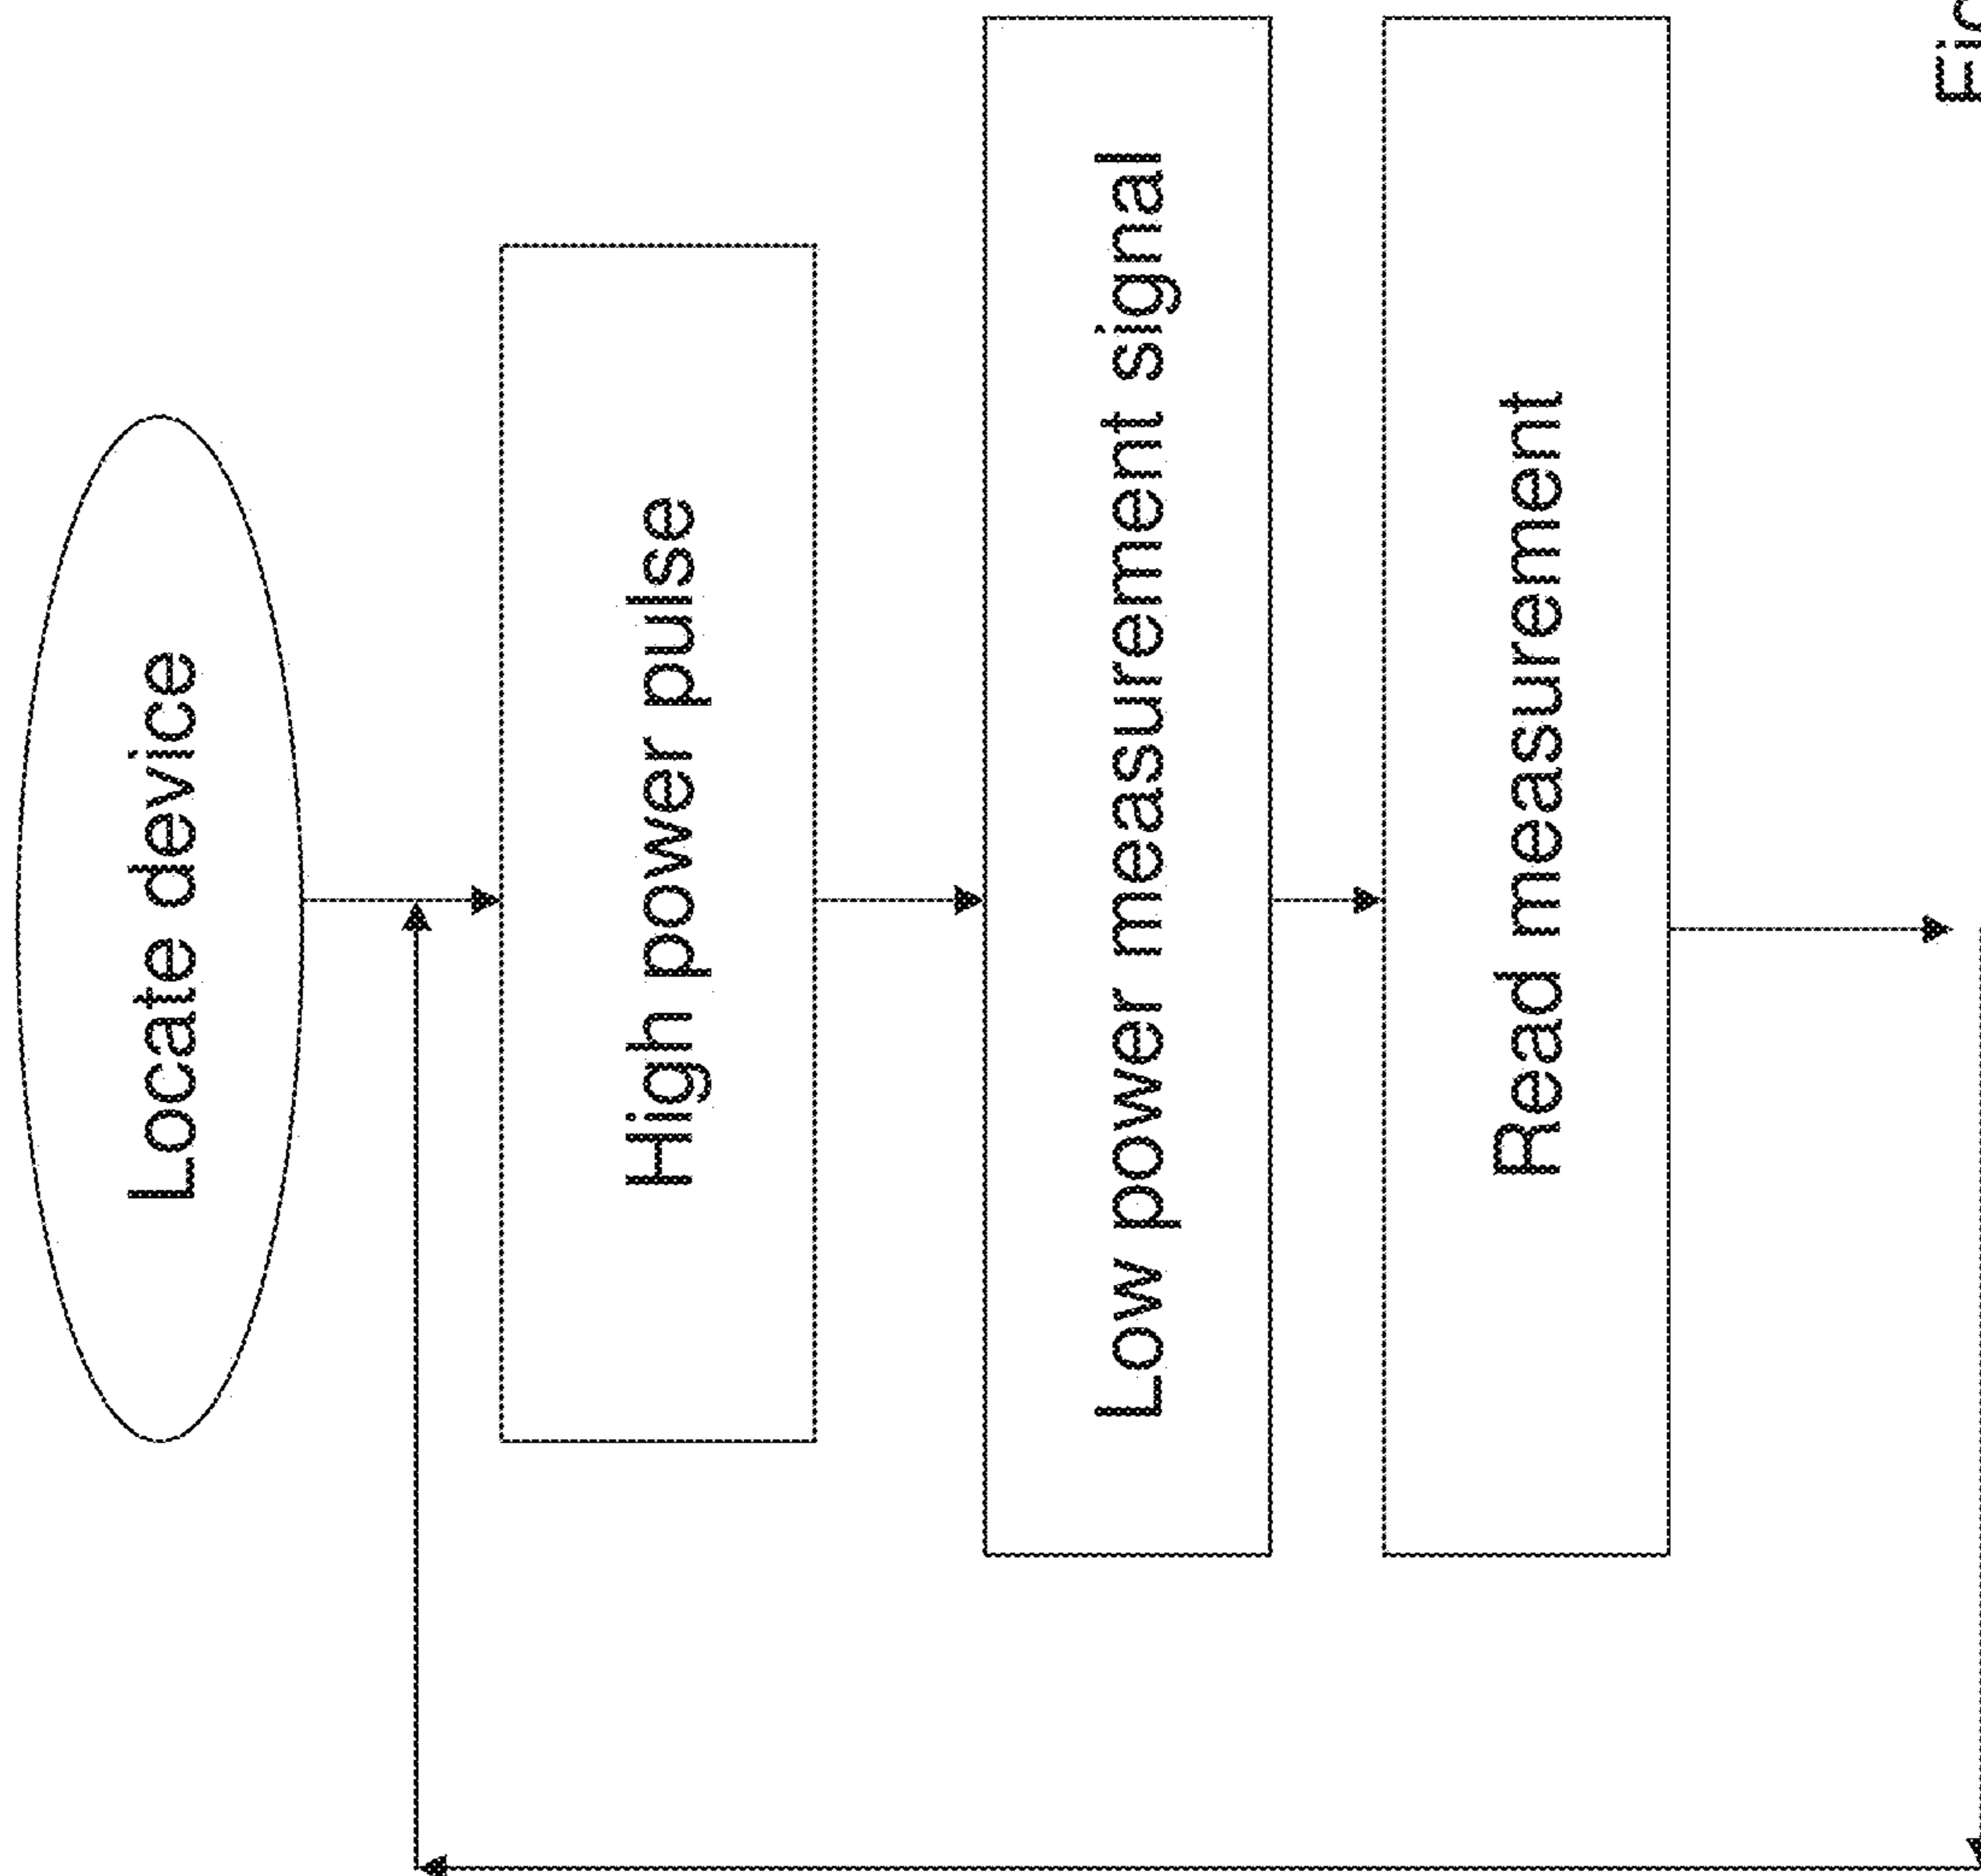 Locate device
High power pulse
Low power measurement signal
Read measurement